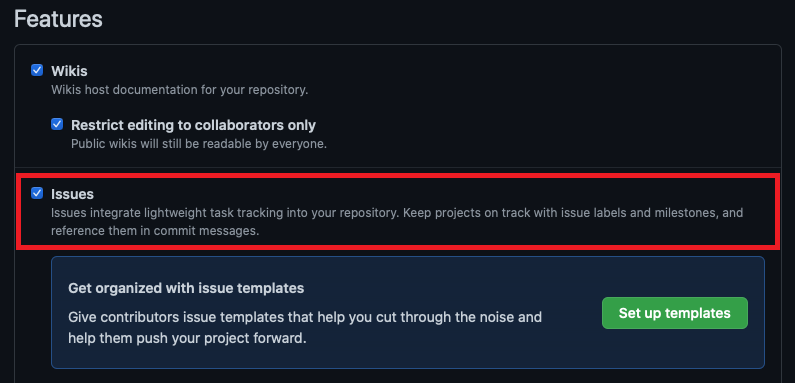 Features
Wikis
Wikis host documentation for your repository.
Restrict editing to collaborators only
Public wikis will still be readable by everyone.
Issues
Issues integrate lightweight task tracking into your repository. Keep projects on track with issue labels and milestones, and
reference them in commit messages.
Get organized with issue templates
Give contributors issue templates that help you cut through the noise and
help them push your project forward.
Set up templates